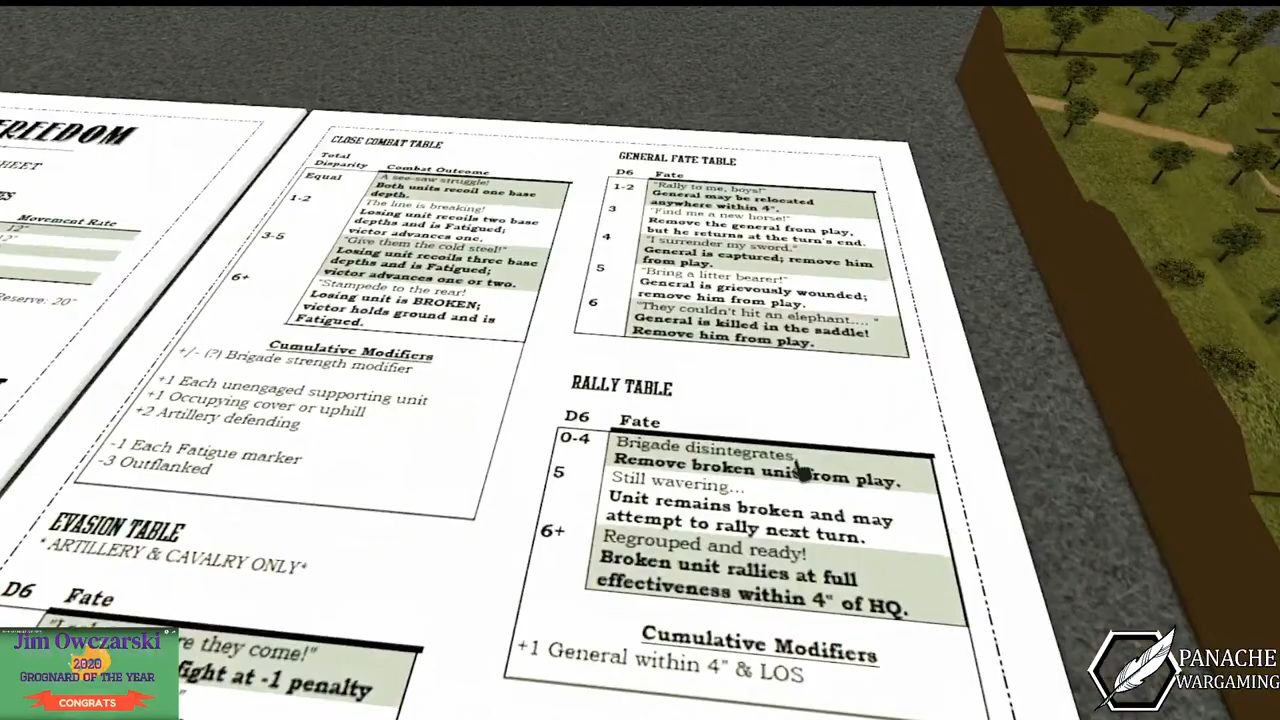 FREEDOM
SHEET
Movement Rate
12"
12"
Reserve: 20"
CLOSE COMBAT TABLE
Total
Disparity
Combat Outcome
Equal
A see-saw struggle!
Both units recoil one base
depth.
1-2
The line is breaking!
Losing unit recoils two base
depths and is Fatigued;
victor advances one.
3-5
"Give them the cold steel!"
Losing unit recoils three base
depths and is Fatigued;
victor advances one or two.
6+
"Stampede to the rear!
Losing unit is BROKEN;
victor holds ground and is
Fatigued.
Cumulative Modifiers
+/- (?) Brigade strength modifier
+1 Each unengaged supporting unit
+1 Occupying cover or uphill
+2 Artillery defending
-1 Each Fatigue marker
-3 Outflanked
EVASION TABLE
*ARTILLERY & CAVALRY ONLY*
D6 Fate
re they come!"
fight at -1 penalty
GENERAL FATE TABLE
D6 Fate
1-2
"Rally to me, boys!"
General may be relocated
anywhere within 4".
3
"Find me a new horse!"
Remove the general from play,
but he returns at the turn's end.
4
"I surrender my sword."
General is captured; remove him
from play.
5
"Bring a litter bearer!"
General is grievously wounded;
remove him from play.
6
"They couldn't hit an elephant.... "
General is killed in the saddle!
Remove him from play.
RALLY TABLE
D6 Fate
0-4
Brigade disintegrates.
Remove broken unit from play.
5
Still wavering...
Unit remains broken and may
attempt to rally next turn.
6+
Regrouped and ready!
Broken unit rallies at full
effectiveness within 4" of HQ.
Cumulative Modifiers
+1 General within 4" & LOS
Jim Owczarski
2020
GROGNARD OF THE YEAR
CONGRATS
PANACHE
WARGAMING